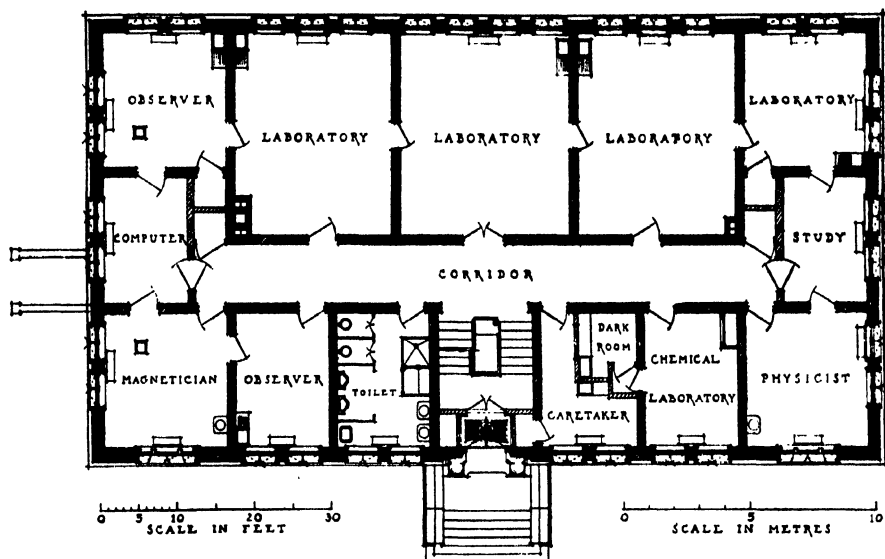 OBSERVER
LABORATORY
LABORATORY
LABORATORY
LABORATORY
COMPUTER
STUDY
CORRIDOR
MAGNETICIAN
OBSERVER
TOILET
DARK
ROOM
CARETAKER
CHEMICAL
LABORATORY
PHYSICIST
0 5 10 20 30
SCALE IN FEET
0 5 10
SCALE IN METRES